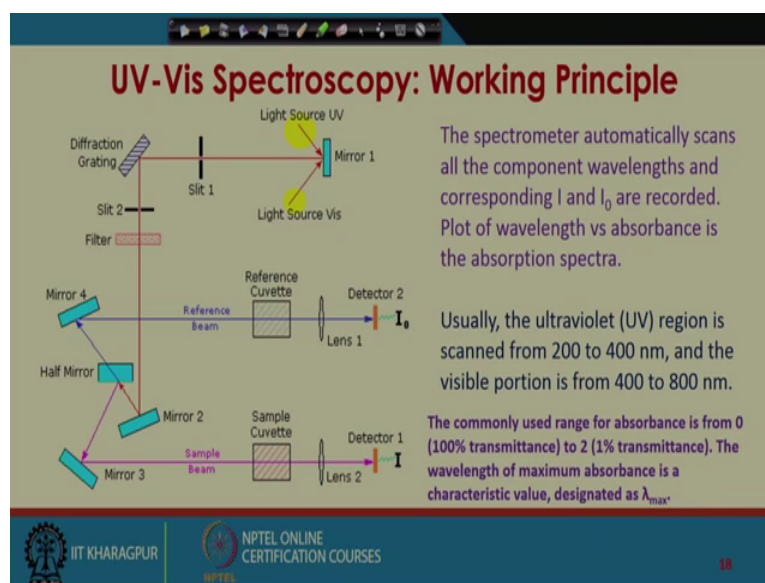 UV-Vis Spectroscopy: Working Principle
Light Source UV
Diffraction
Grating
Mirror 1
Slit 1
Slit 2
Light Source Vis
Filter
Mirror 4
Reference
Cuvette
Detector 2
Reference
Beam
I₀
Lens 1
Half Mirror
Mirror 2
Sample
Cuvette
Detector 1
Sample
Beam
I
Mirror 3
Lens 2
The spectrometer automatically scans
all the component wavelengths and
corresponding I and I₀ are recorded.
Plot of wavelength vs absorbance is
the absorption spectra.
Usually, the ultraviolet (UV) region is
scanned from 200 to 400 nm, and the
visible portion is from 400 to 800 nm.
The commonly used range for absorbance is from 0
(100% transmittance) to 2 (1% transmittance). The
wavelength of maximum absorbance is a
characteristic value, designated as λmax.
IIT KHARAGPUR
NPTEL ONLINE
CERTIFICATION COURSES
NPTEL
18